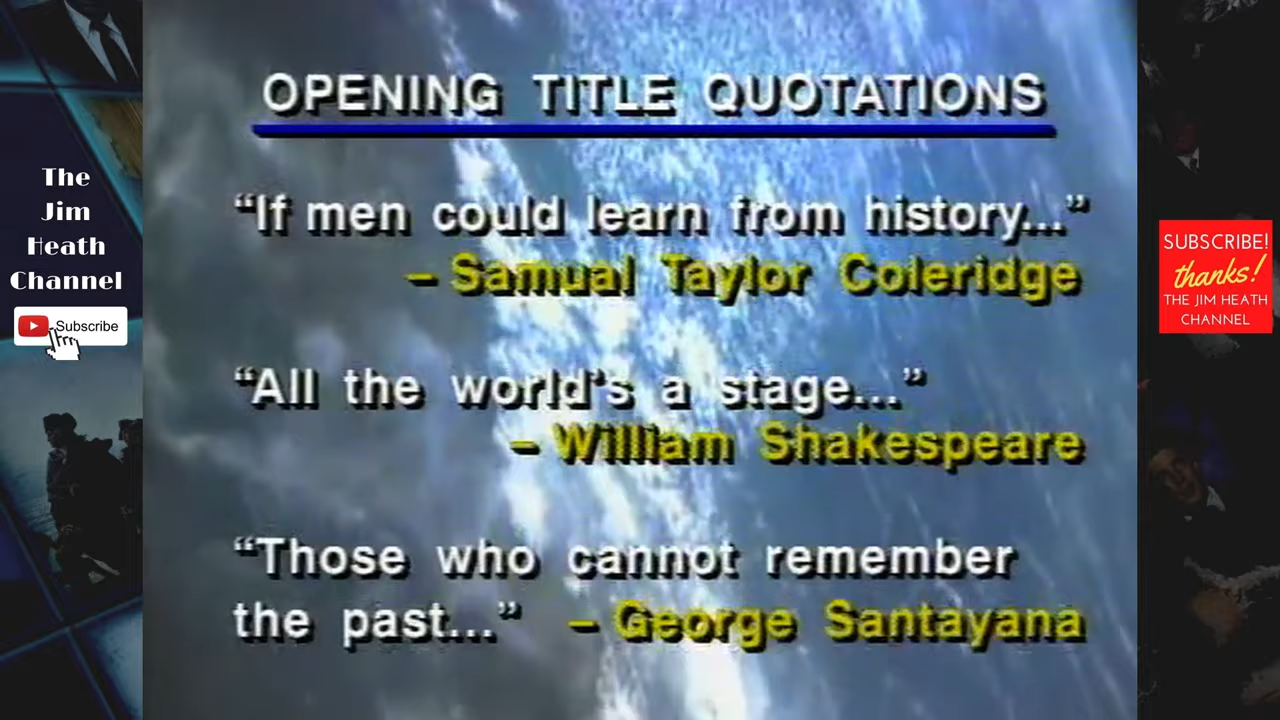 OPENING TITLE QUOTATIONS
“If men could learn from history...”
– Samual Taylor Coleridge
“All the world's a stage...”
– William Shakespeare
“Those who cannot remember
the past...” – George Santayana
The
Jim
Heath
Channel
Subscribe
SUBSCRIBE!
thanks!
THE JIM HEATH
CHANNEL